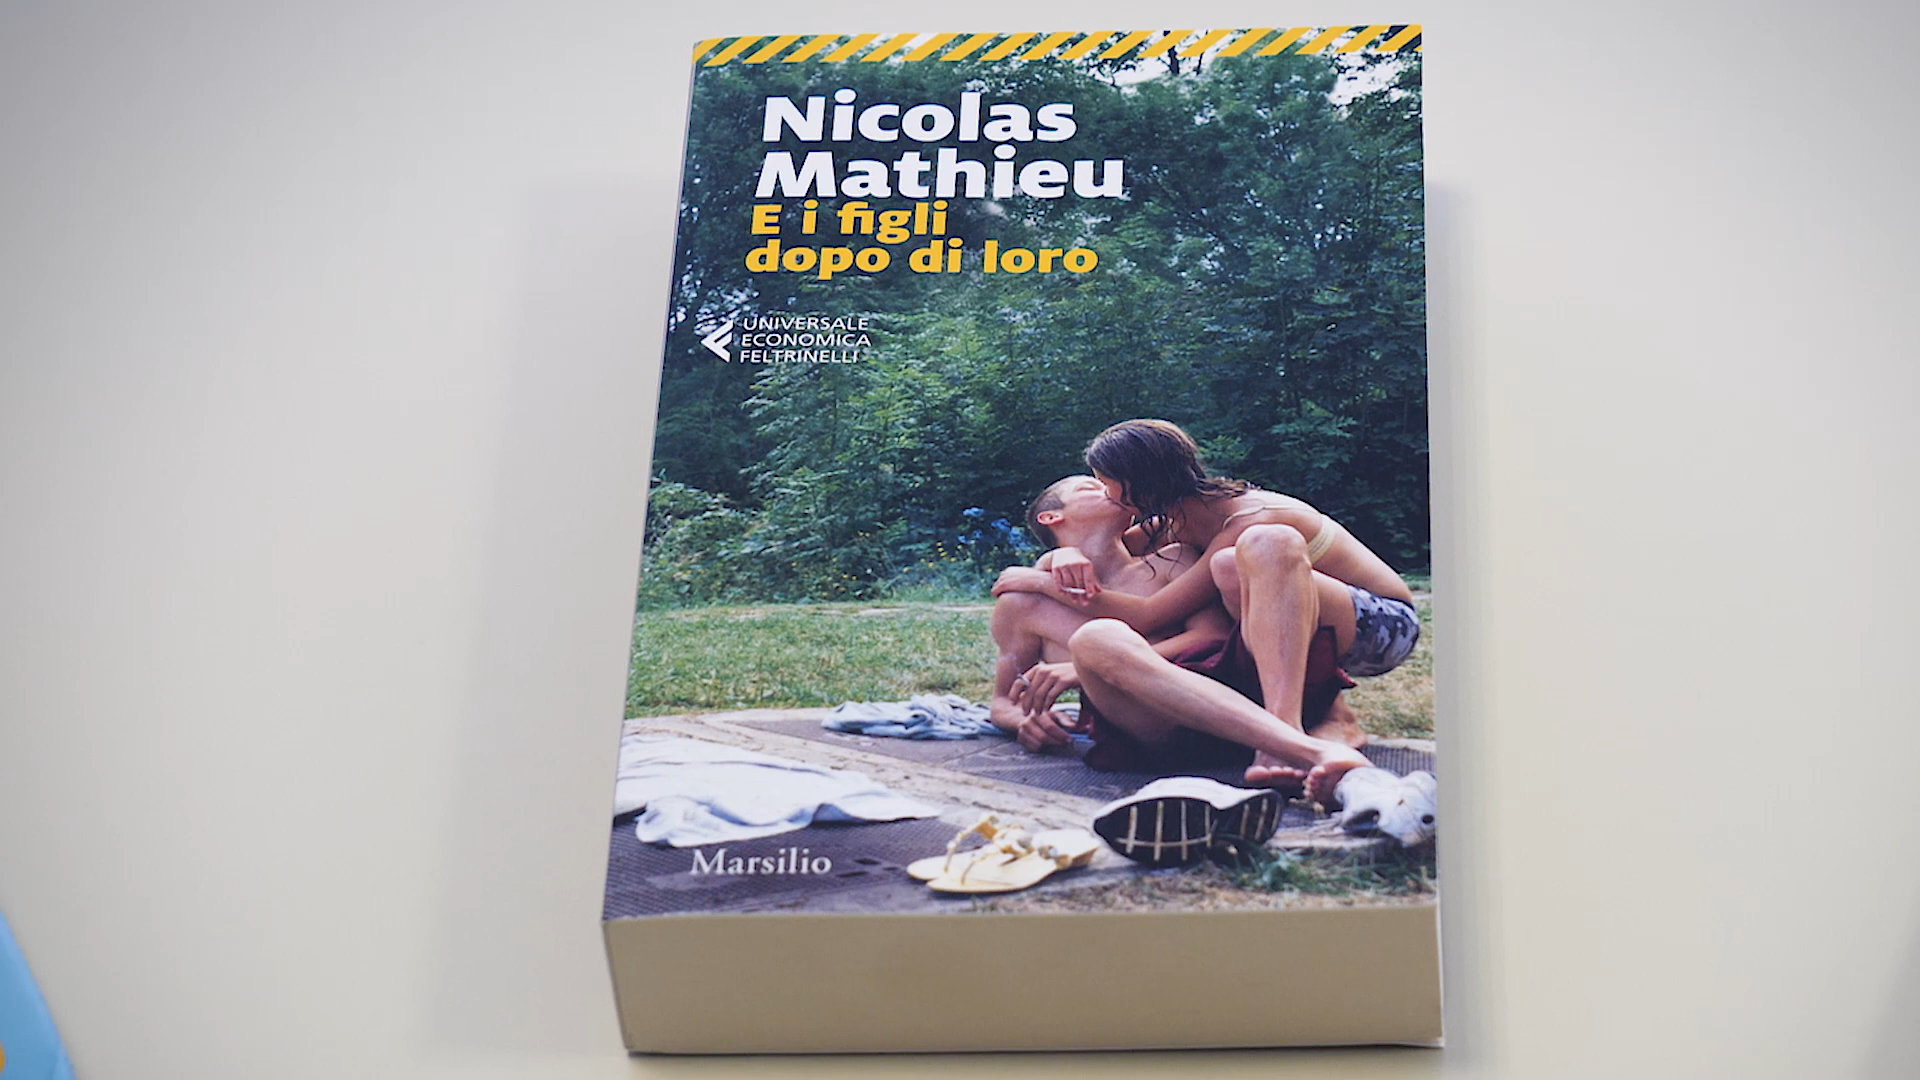 Nicolas
Mathieu
E i figli
dopo di loro
UNIVERSALE
ECONOMICA
FELTRINELLI
Marsilio